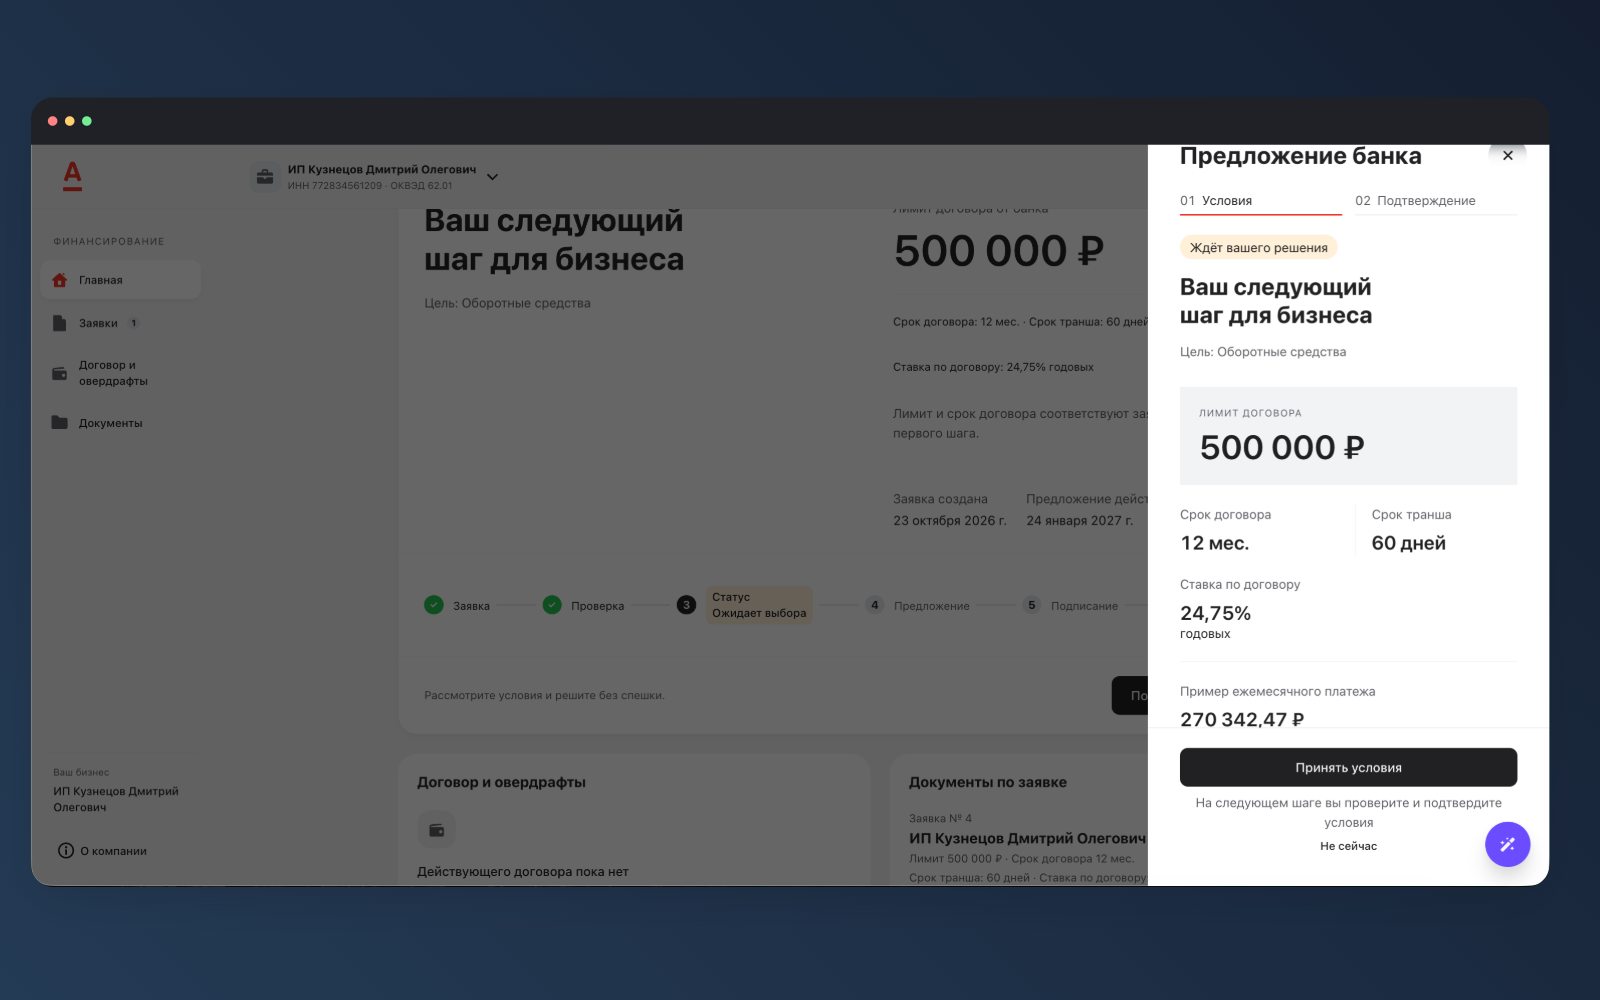 А
ИП Кузнецов Дмитрий Олегович
ИНН 772834561209 · ОКВЭД 62.01
ФИНАНСИРОВАНИЕ
Главная
Заявки 1
Договор и
овердрафты
Документы
Ваш бизнес
ИП Кузнецов Дмитрий
Олегович
О компании
Ваш следующий
шаг для бизнеса
Цель: Оборотные средства
Лимит договора от банка
500 000 ₽
Срок договора: 12 мес. · Срок транша: 60 дней
Ставка по договору: 24,75% годовых
Лимит и срок договора соответствуют
первого шага.
Заявка создана
23 октября 2026 г.
Предложение
24 января 2027 г.
Заявка
Проверка
3 Статус
Ожидает выбора
4 Предложение
5 Подписание
Рассмотрите условия и решите без спешки.
Договор и овердрафты
Действующего договора пока нет
Документы по заявке
Заявка № 4
ИП Кузнецов Дмитрий Олегович
Лимит 500 000 ₽ · Срок договора 12 мес.
Срок транша: 60 дней · Ставка по договору
Предложение банка
01 Условия
02 Подтверждение
Ждёт вашего решения
Ваш следующий
шаг для бизнеса
Цель: Оборотные средства
ЛИМИТ ДОГОВОРА
500 000 ₽
Срок договора
12 мес.
Срок транша
60 дней
Ставка по договору
24,75%
годовых
Пример ежемесячного платежа
270 342,47 ₽
Принять условия
На следующем шаге вы проверите и подтвердите
условия
Не сейчас